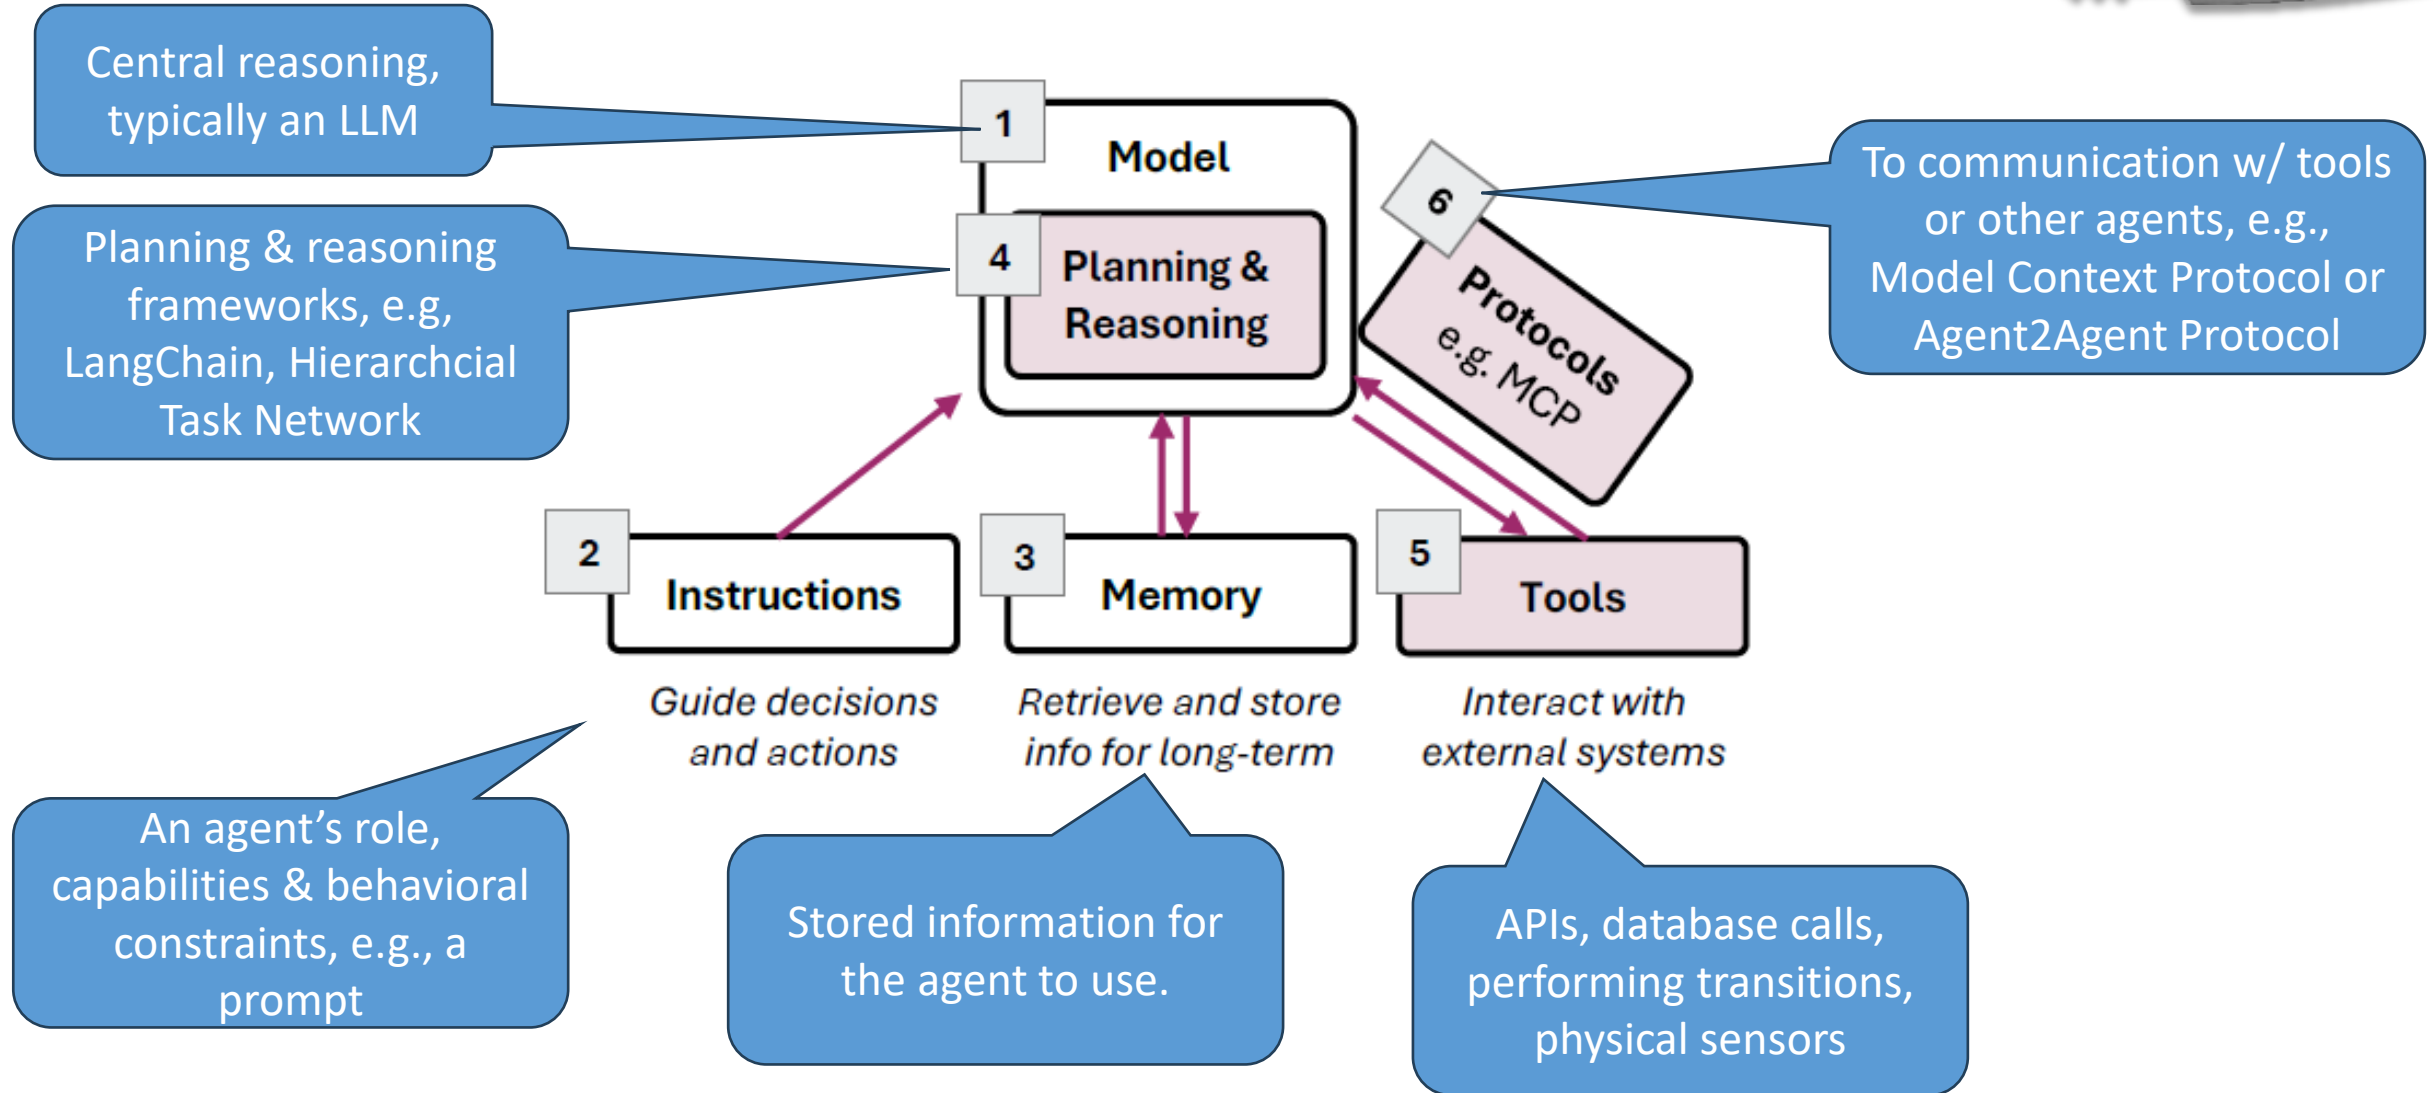 Central reasoning,
typically an LLM
1
Model
6
To communication w/ tools
or other agents, e.g.,
Model Context Protocol or
Agent2Agent Protocol
Planning & reasoning
frameworks, e.g,
LangChain, Hierarchcial
Task Network
4
Planning &
Reasoning
Protocols
e.g. MCP
2
Instructions
3
Memory
5
Tools
Guide decisions
and actions
Retrieve and store
info for long-term
Interact with
external systems
An agent’s role,
capabilities & behavioral
constraints, e.g., a
prompt
Stored information for
the agent to use.
APIs, database calls,
performing transitions,
physical sensors